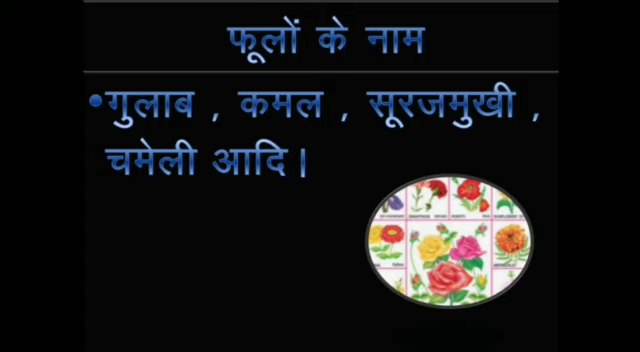 फूलों के नाम
•गुलाब , कमल , सूरजमुखी ,
चमेली आदि।